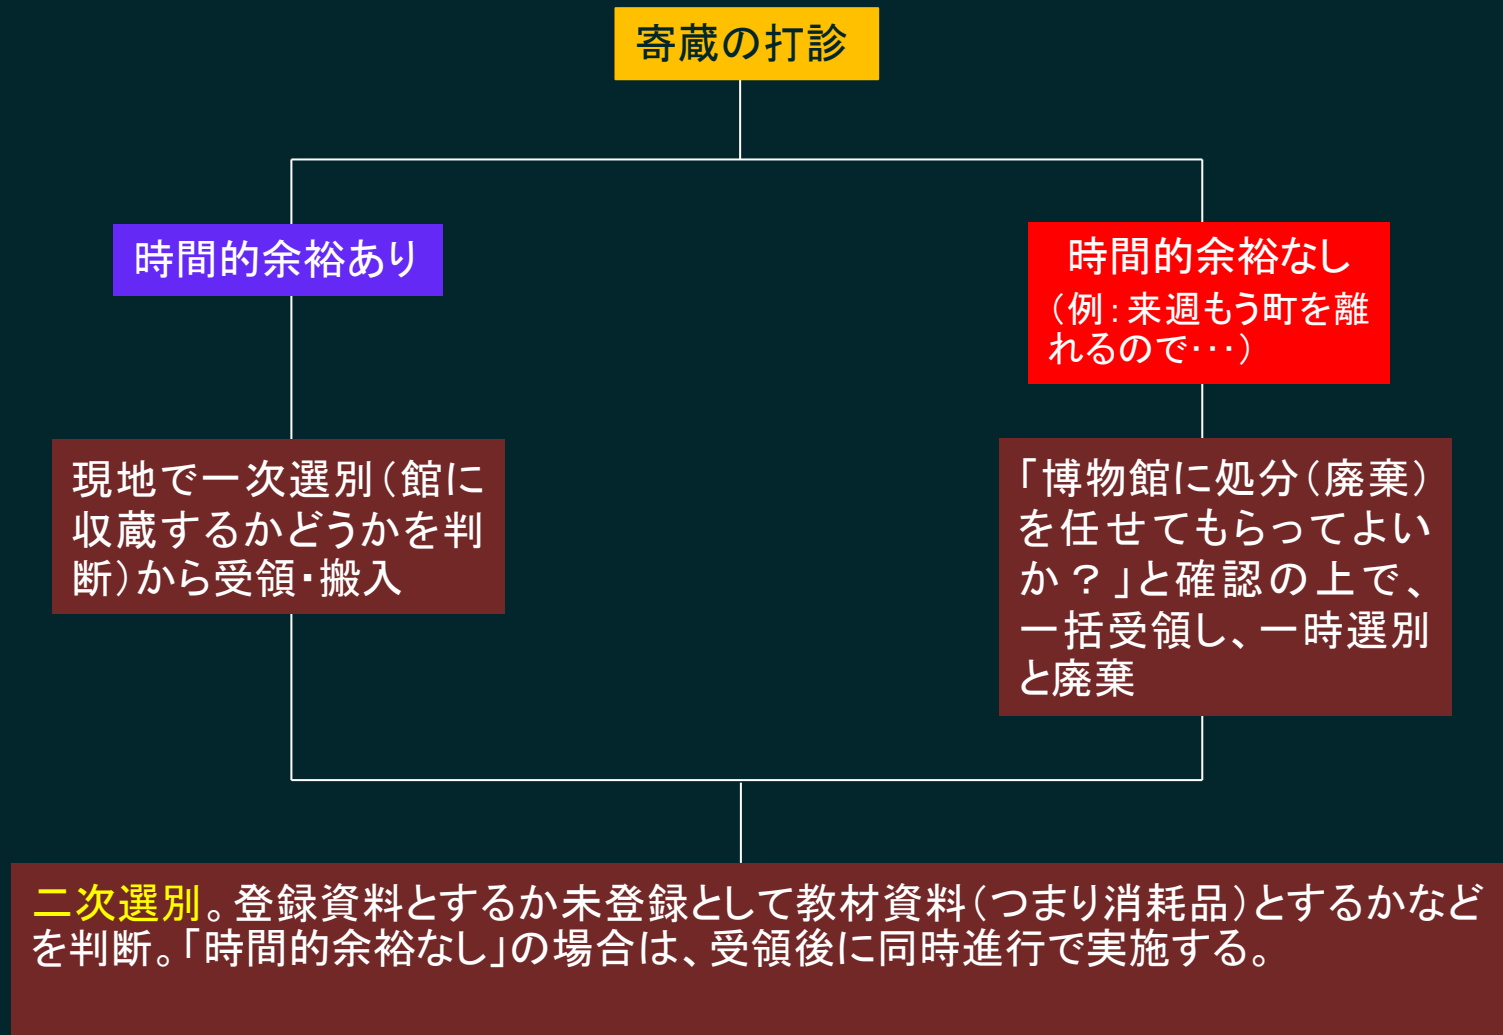 寄蔵の打診
時間的余裕あり
時間的余裕なし
（例：来週もう町を離
れるので・・・）
現地で一次選別（館に
収蔵するかどうかを判
断）から受領・搬入
「博物館に処分（廃棄）
を任せてもらってよい
か？」と確認の上で、
一括受領し、一時選別
と廃棄
二次選別。登録資料とするか未登録として教材資料（つまり消耗品）とするかなど
を判断。「時間的余裕なし」の場合は、受領後に同時進行で実施する。